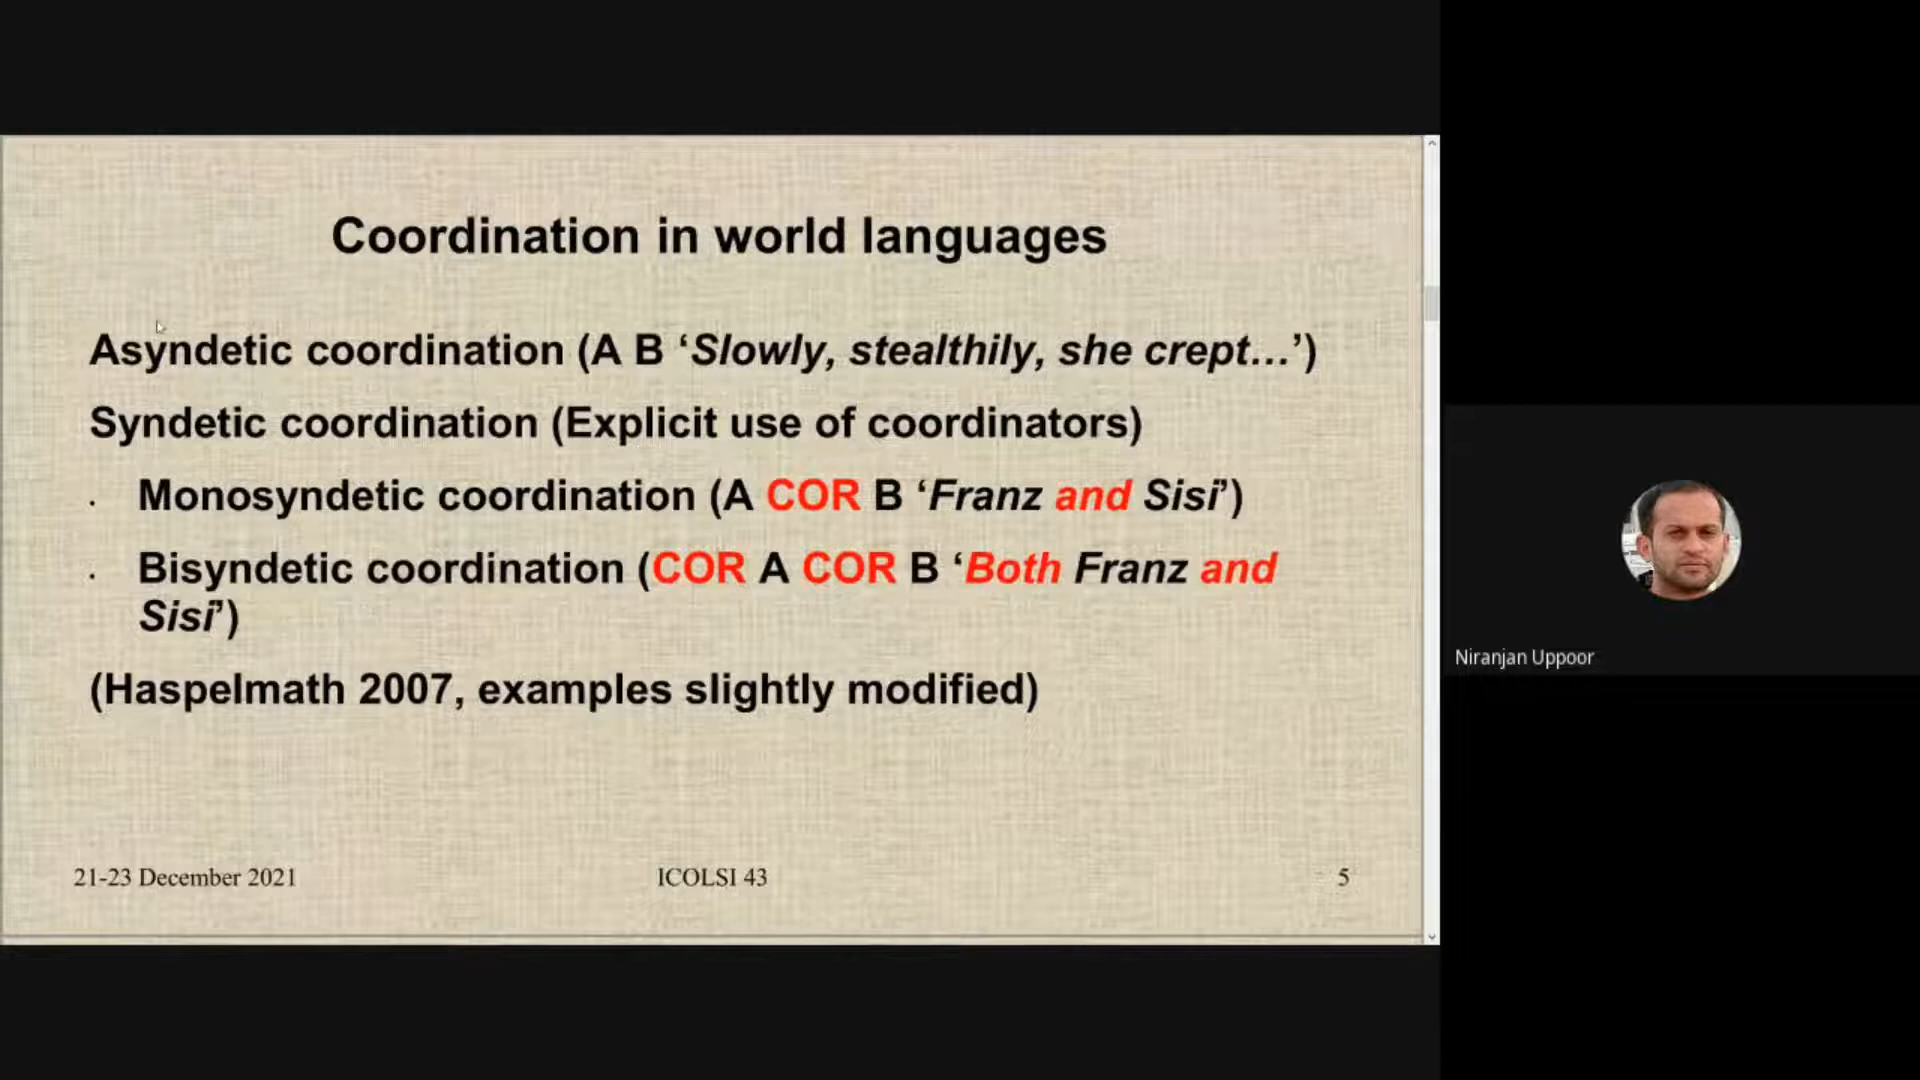 Coordination in world languages
Asyndetic coordination (A B ‘Slowly, stealthily, she crept…’)
Syndetic coordination (Explicit use of coordinators)
· Monosyndetic coordination (A COR B ‘Franz and Sisi’)
· Bisyndetic coordination (COR A COR B ‘Both Franz and
Sisi’)
(Haspelmath 2007, examples slightly modified)
21-23 December 2021
ICOLSI 43
5
Niranjan Uppoor